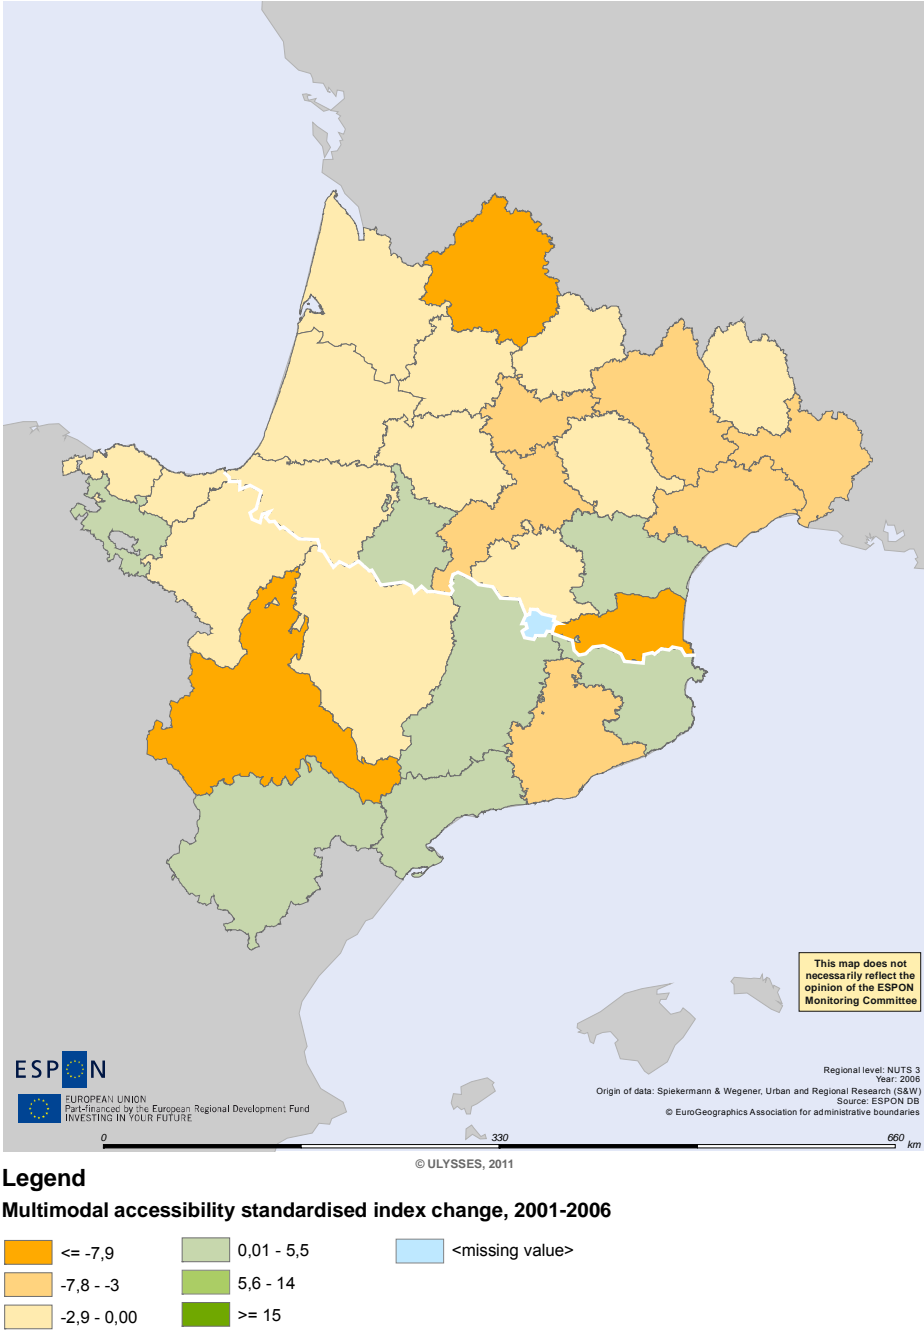 This map does not
necessarily reflect the
opinion of the ESPON
Monitoring Committee
ESPON
EUROPEAN UNION
Part-financed by the European Regional Development Fund
INVESTING IN YOUR FUTURE
Regional level: NUTS 3
Year: 2006
Origin of data: Spiekermann & Wegener, Urban and Regional Research (S&W)
Source: ESPON DB
© EuroGeographics Association for administrative boundaries
0 330 660 km
© ULYSSES, 2011
Legend
Multimodal accessibility standardised index change, 2001-2006
<= -7,9
-7,8 - -3
-2,9 - 0,00
0,01 - 5,5
5,6 - 14
>= 15
<missing value>